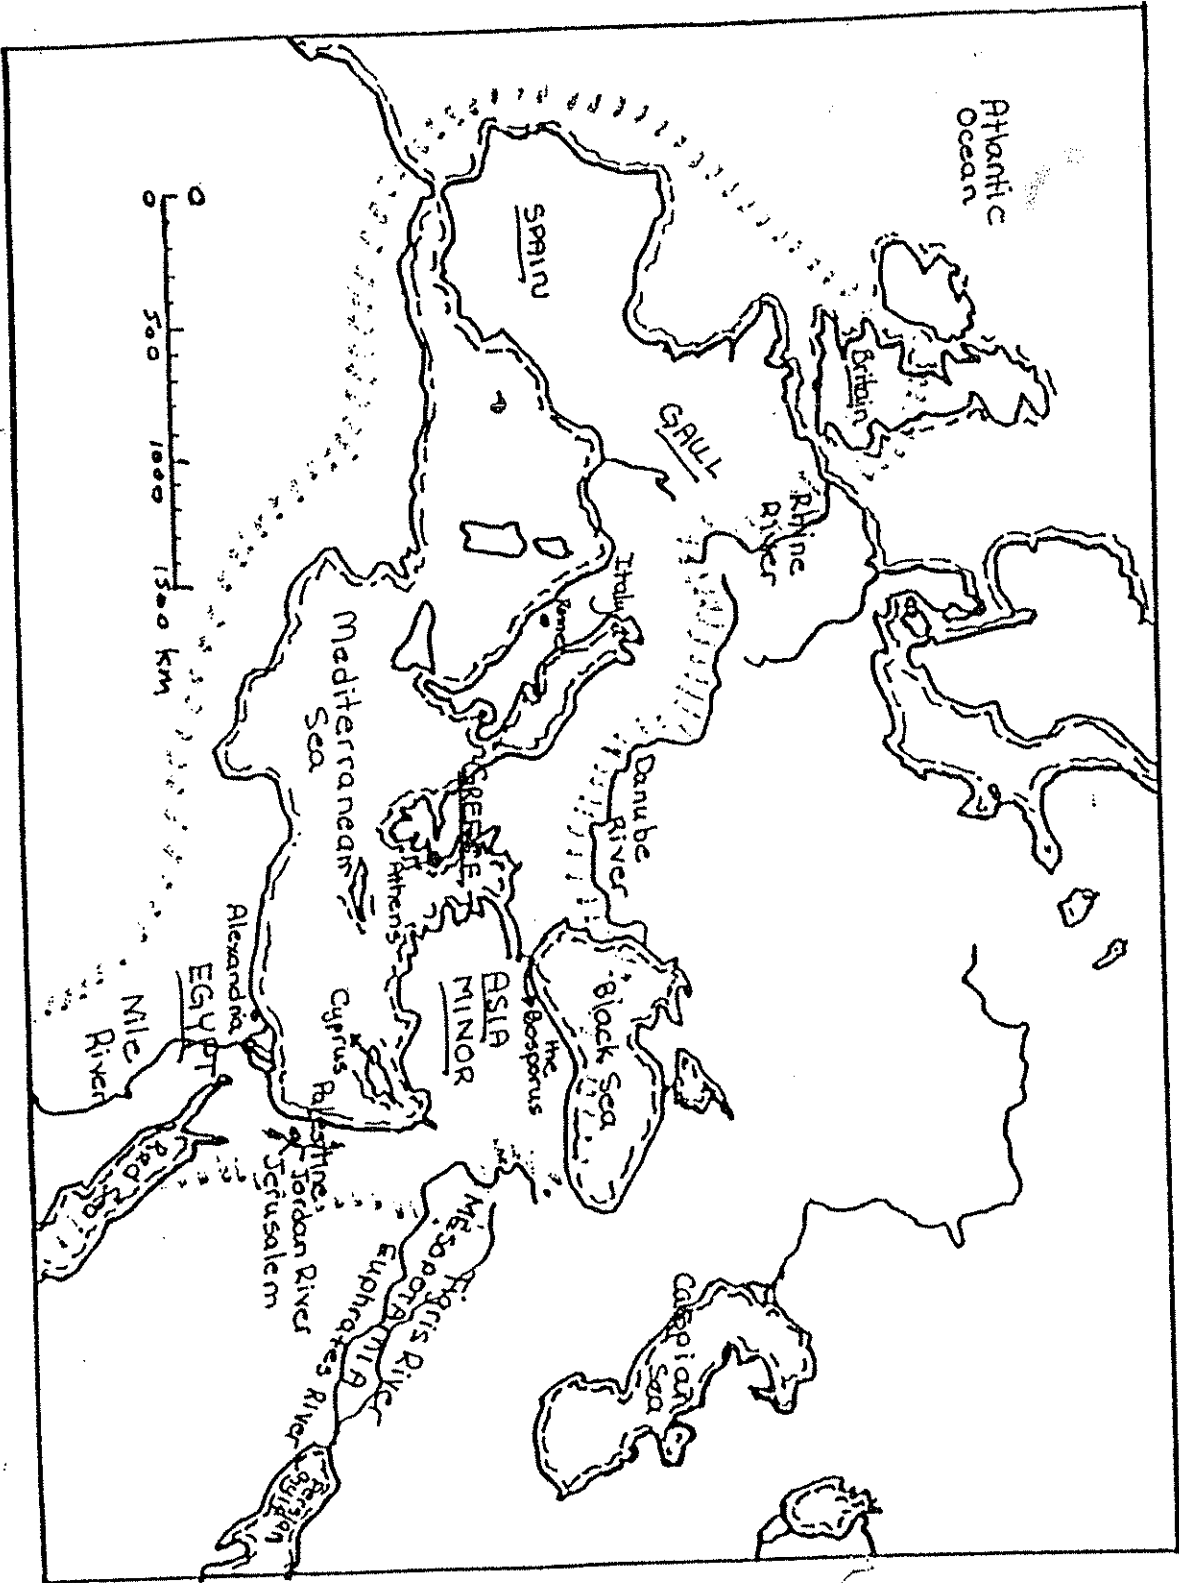 Atlantic
Ocean
Britain
SPAIN
GAUL
Rhine
River
Italy
Rome
Danube
River
GREECE
Athens
Black Sea
the
Bosporus
ASIA
MINOR
Mediterranean
Sea
Cyprus
Alexandria
EGYPT
Nile
River
Palestine
Jordan River
Jerusalem
Red
MESOPOTAMIA
Tigris River
Euphrates River
Caspian
Sea
Persian
Gulf
0
0 500 1000 1500 km